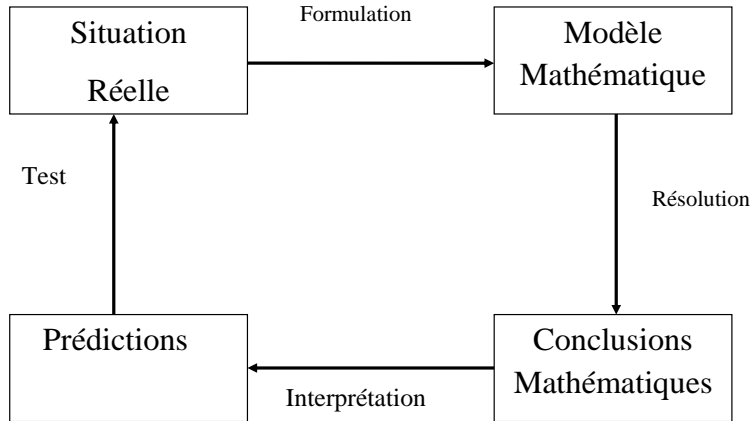 Situation
Réelle
Formulation
Modèle
Mathématique
Test
Résolution
Prédictions
Interprétation
Conclusions
Mathématiques